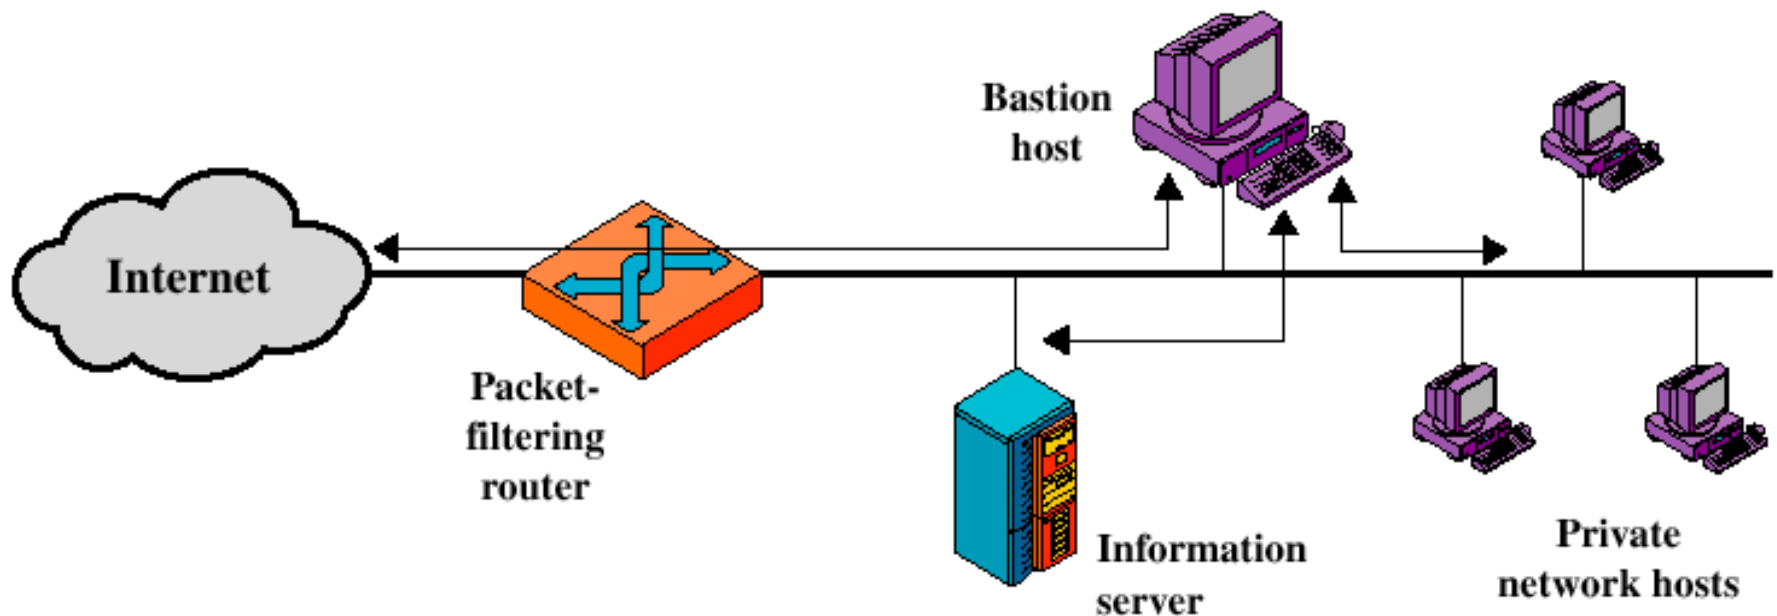 Bastion
host
Internet
Packet-
filtering
router
Information
server
Private
network hosts